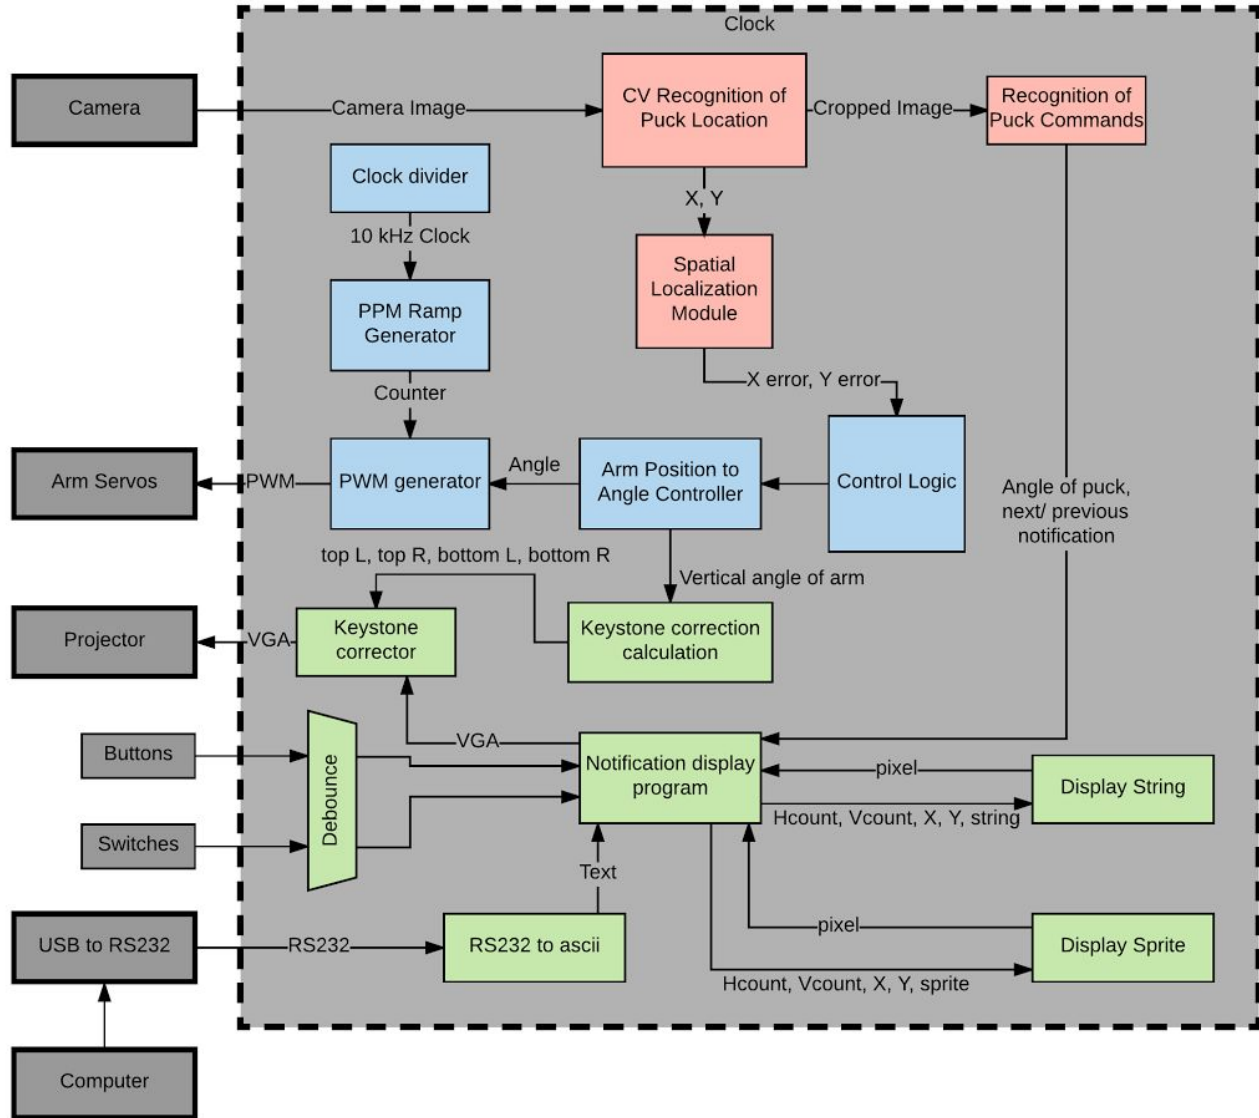 Clock
Camera
Camera Image
CV Recognition of
Puck Location
Cropped Image
Recognition of
Puck Commands
Clock divider
X, Y
10 kHz Clock
Spatial
Localization
Module
PPM Ramp
Generator
Counter
X error, Y error
Arm Servos
PWM
PWM generator
Angle
Arm Position to
Angle Controller
Control Logic
Angle of puck,
next/ previous
notification
top L, top R, bottom L, bottom R
Vertical angle of arm
Projector
VGA
Keystone
corrector
Keystone correction
calculation
Buttons
Debounce
VGA
Notification display
program
pixel
Display String
Hcount, Vcount, X, Y, string
Switches
Text
USB to RS232
RS232
RS232 to ascii
pixel
Display Sprite
Hcount, Vcount, X, Y, sprite
Computer